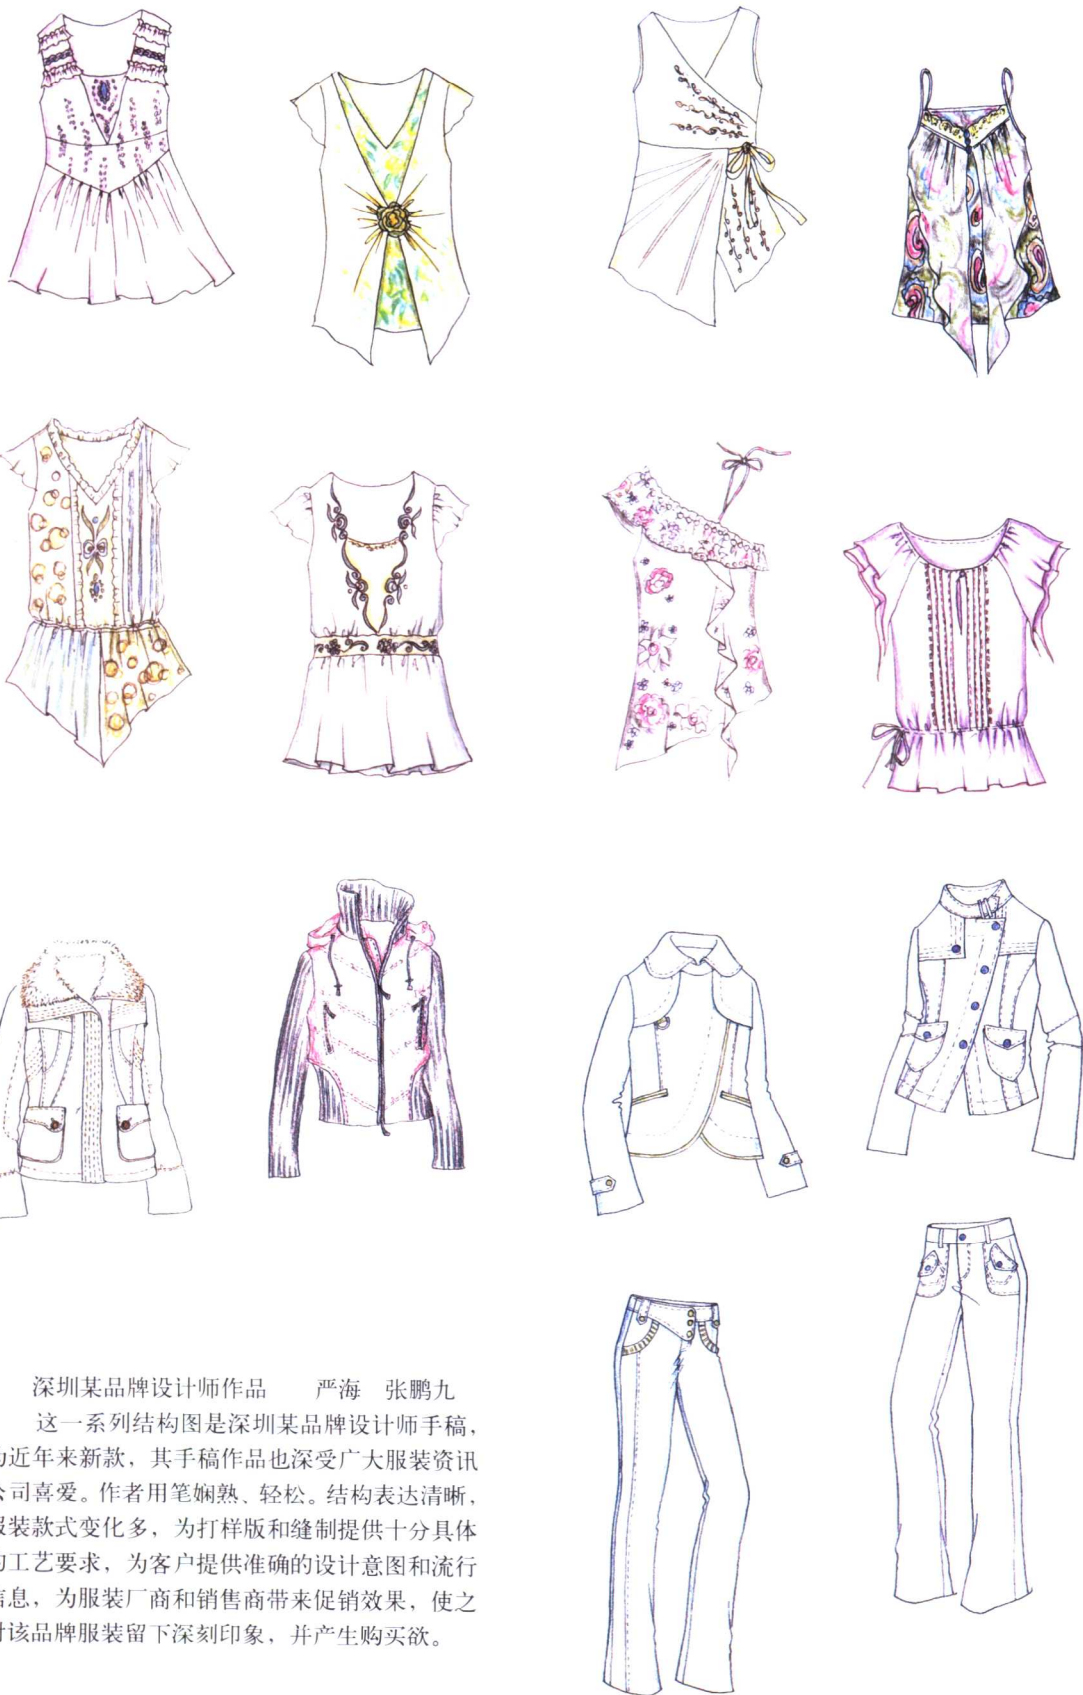 深圳某品牌设计师作品　　严海　张鹏九
这一系列结构图是深圳某品牌设计师手稿，
为近年来新款，其手稿作品也深受广大服装资讯
公司喜爱。作者用笔娴熟、轻松。结构表达清晰，
服装款式变化多，为打样版和缝制提供十分具体
的工艺要求，为客户提供准确的设计意图和流行
信息，为服装厂商和销售商带来促销效果，使之
对该品牌服装留下深刻印象，并产生购买欲。